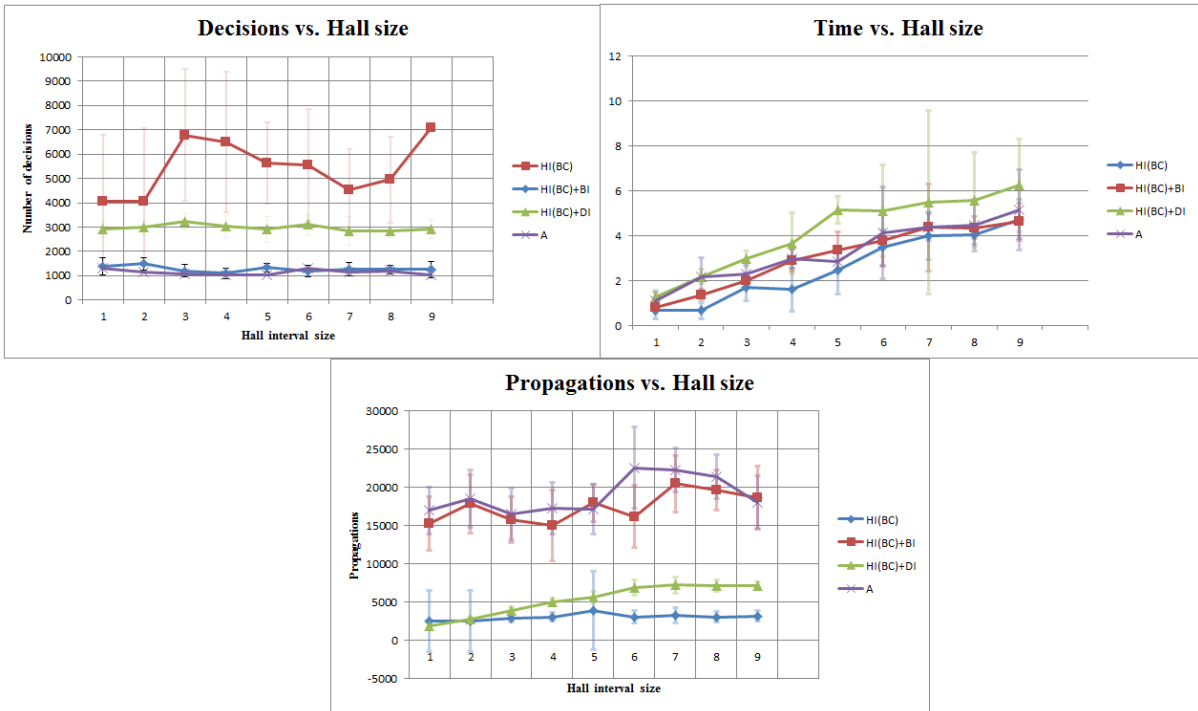 Decisions vs. Hall size
10000
9000
8000
7000
6000
5000
4000
3000
2000
1000
0
Number of decisions
1 2 3 4 5 6 7 8 9
Hall interval size
HI(BC)
HI(BC)+BI
HI(BC)+DI
A
Time vs. Hall size
12
10
8
6
4
2
0
1 2 3 4 5 6 7 8 9
HI(BC)
HI(BC)+BI
HI(BC)+DI
A
Propagations vs. Hall size
30000
25000
20000
15000
10000
5000
0
-5000
Propagations
1 2 3 4 5 6 7 8 9
Hall interval size
HI(BC)
HI(BC)+BI
HI(BC)+DI
A